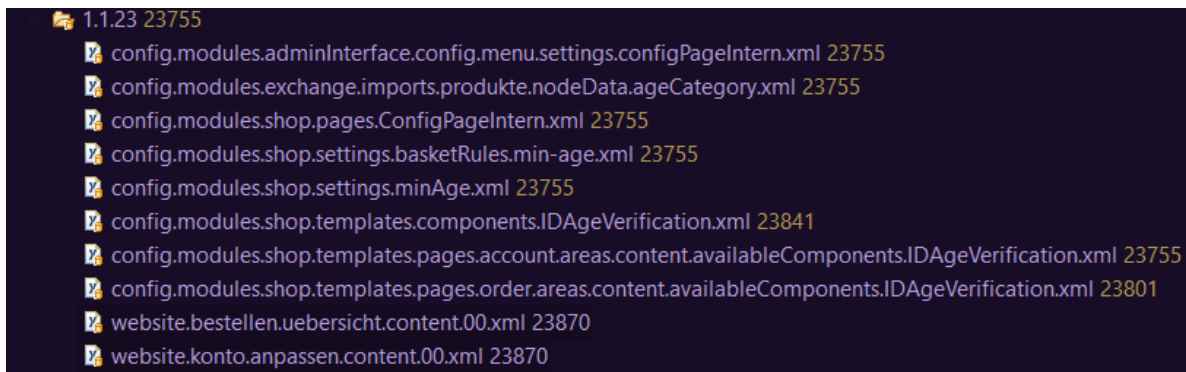 1.1.23 23755
config.modules.adminInterface.config.menu.settings.configPageIntern.xml 23755
config.modules.exchange.imports.produkte.nodeData.ageCategory.xml 23755
config.modules.shop.pages.ConfigPageIntern.xml 23755
config.modules.shop.settings.basketRules.min-age.xml 23755
config.modules.shop.settings.minAge.xml 23755
config.modules.shop.templates.components.IDAgeVerification.xml 23841
config.modules.shop.templates.pages.account.areas.content.availableComponents.IDAgeVerification.xml 23755
config.modules.shop.templates.pages.order.areas.content.availableComponents.IDAgeVerification.xml 23801
website.bestellen.uebersicht.content.00.xml 23870
website.konto.anpassen.content.00.xml 23870